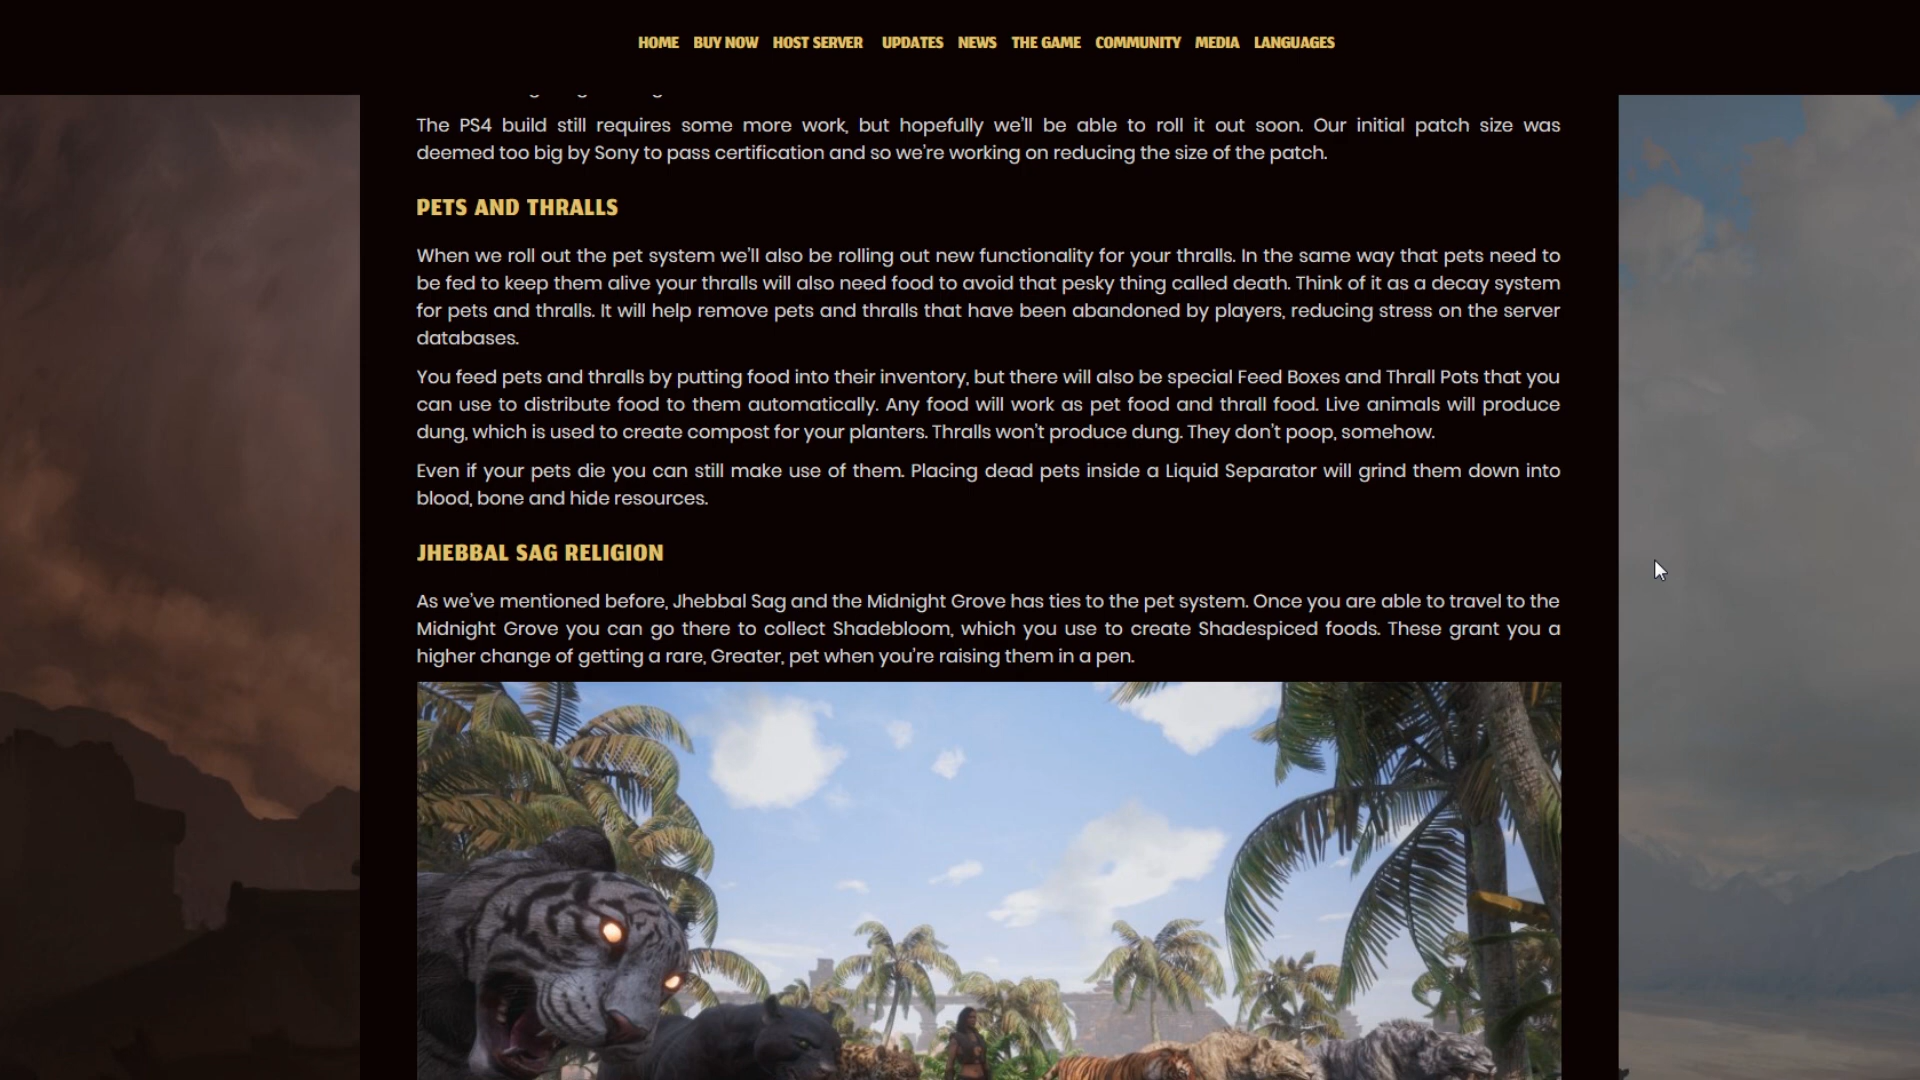 HOME BUY NOW HOST SERVER UPDATES NEWS THE GAME COMMUNITY MEDIA LANGUAGES
The PS4 build still requires some more work, but hopefully we'll be able to roll it out soon. Our initial patch size was
deemed too big by Sony to pass certification and so we're working on reducing the size of the patch.
PETS AND THRALLS
When we roll out the pet system we'll also be rolling out new functionality for your thralls. In the same way that pets need to
be fed to keep them alive your thralls will also need food to avoid that pesky thing called death. Think of it as a decay system
for pets and thralls. It will help remove pets and thralls that have been abandoned by players, reducing stress on the server
databases.
You feed pets and thralls by putting food into their inventory, but there will also be special Feed Boxes and Thrall Pots that you
can use to distribute food to them automatically. Any food will work as pet food and thrall food. Live animals will produce
dung, which is used to create compost for your planters. Thralls won't produce dung. They don't poop, somehow.
Even if your pets die you can still make use of them. Placing dead pets inside a Liquid Separator will grind them down into
blood, bone and hide resources.
JHEBBAL SAG RELIGION
As we've mentioned before, Jhebbal Sag and the Midnight Grove has ties to the pet system. Once you are able to travel to the
Midnight Grove you can go there to collect Shadebloom, which you use to create Shadespiced foods. These grant you a
higher change of getting a rare, Greater, pet when you're raising them in a pen.